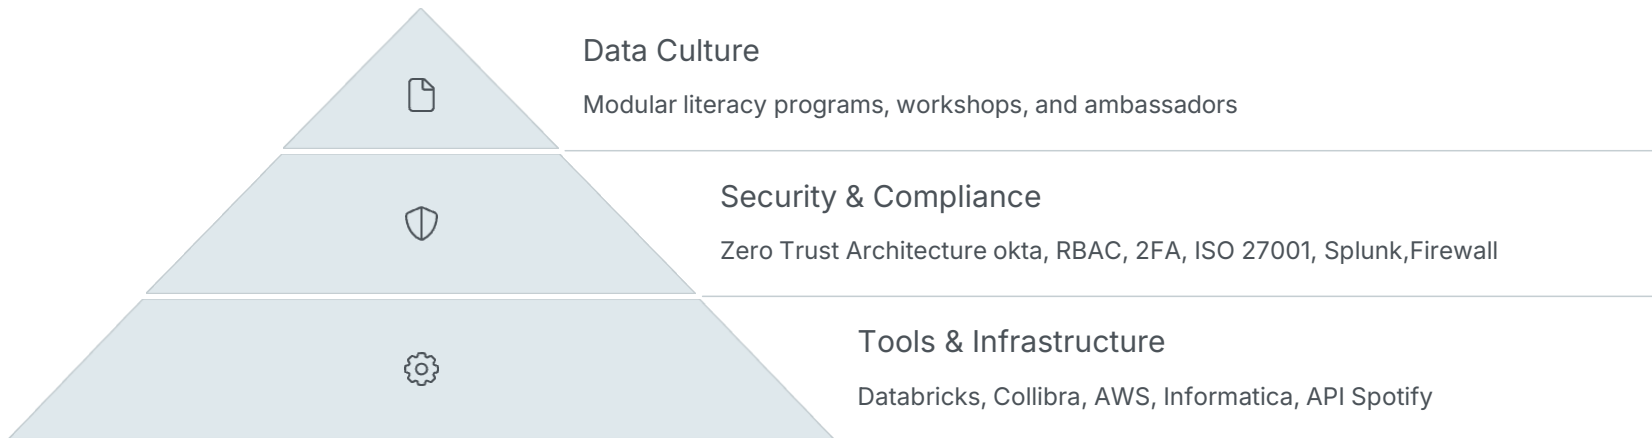 Data Culture
Modular literacy programs, workshops, and ambassadors
Security & Compliance
Zero Trust Architecture okta, RBAC, 2FA, ISO 27001, Splunk,Firewall
Tools & Infrastructure
Databricks, Collibra, AWS, Informatica, API Spotify